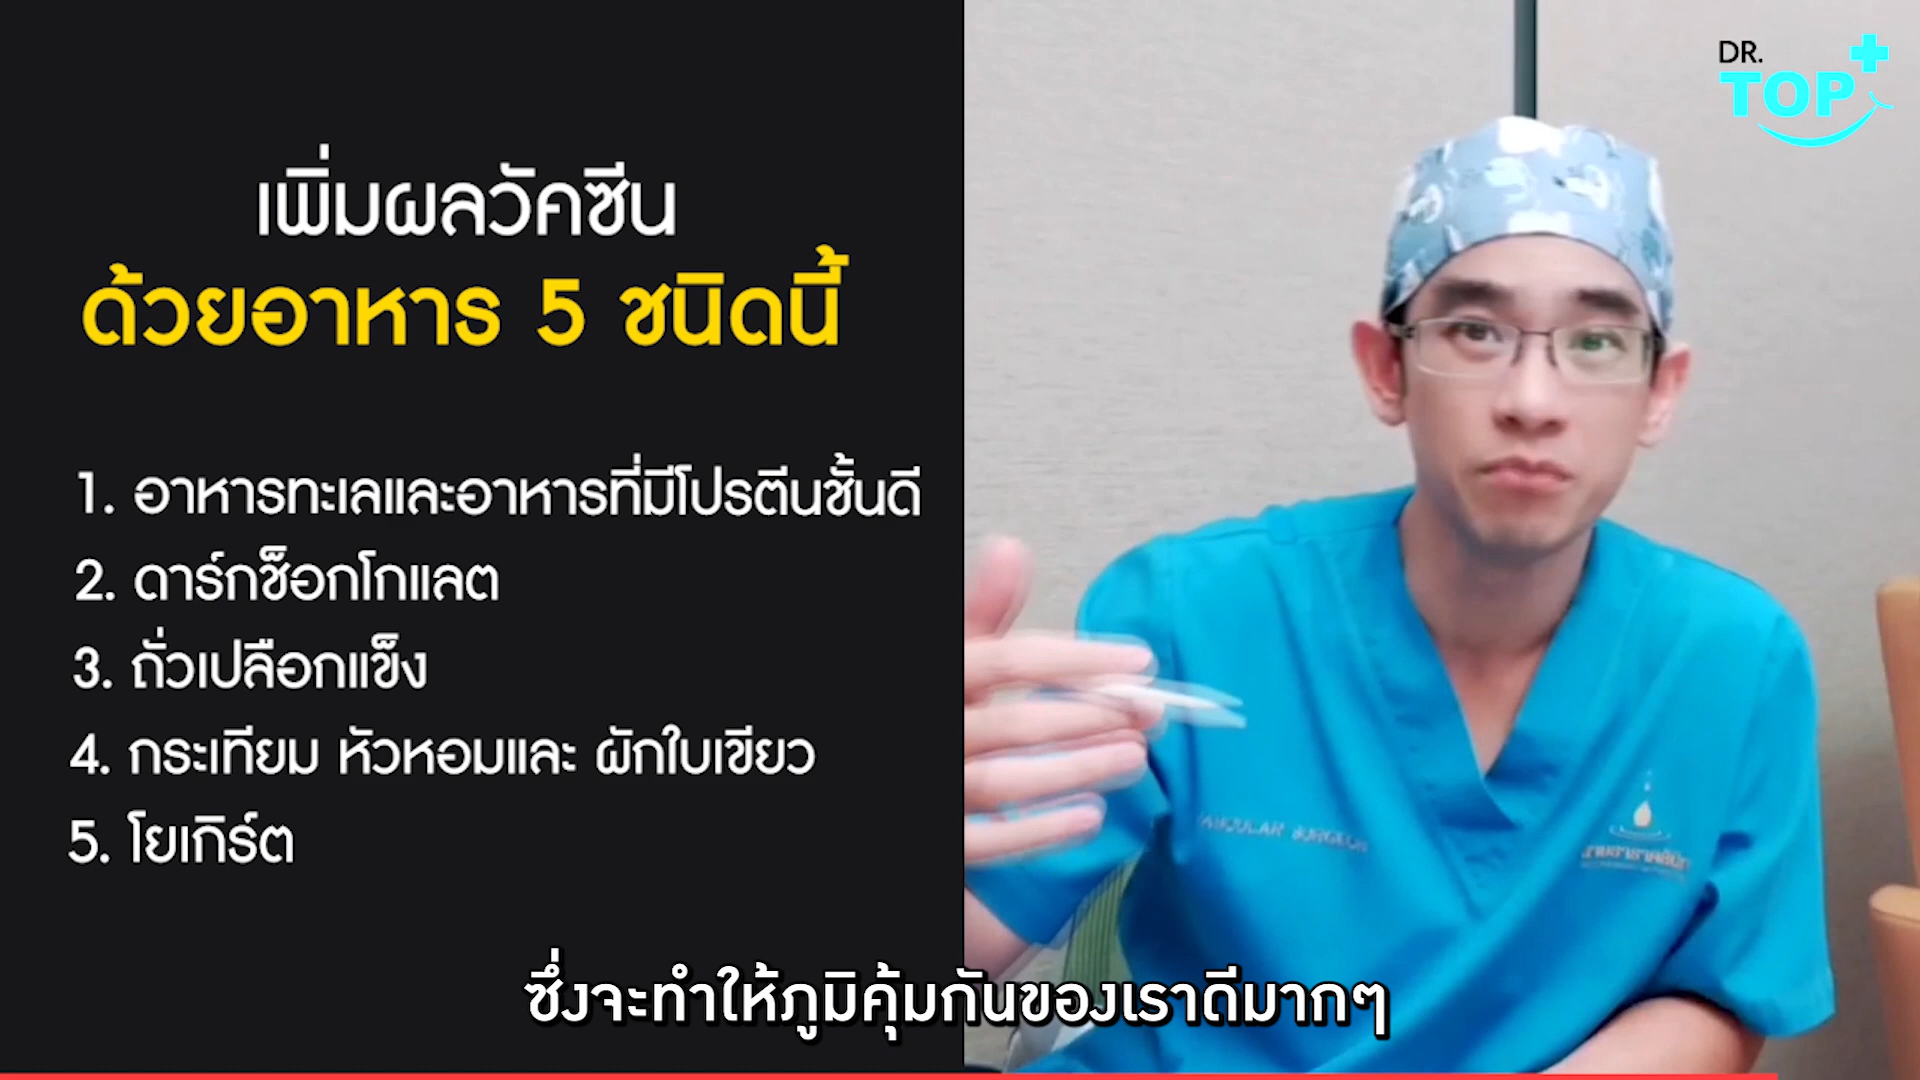 เพิ่มผลวัคซีน
ด้วยอาหาร 5 ชนิดนี้
1. อาหารทะเลและอาหารที่มีโปรตีนชั้นดี
2. ดาร์กช็อกโกแลต
3. ถั่วเปลือกแข็ง
4. กระเทียม หัวหอมและ ผักใบเขียว
5. โยเกิร์ต
DR.
TOP
VASCULAR SURGEON
ซึ่งจะทำให้ภูมิคุ้มกันของเราดีมากๆ